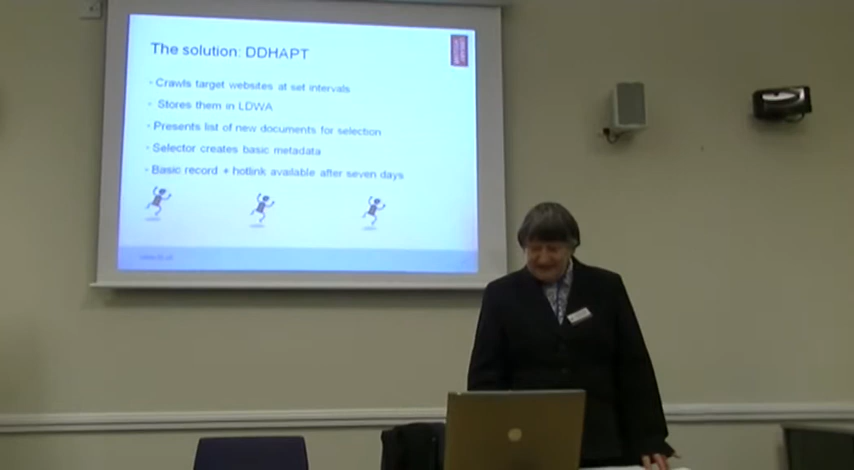 The solution: DDHAPT
- Crawls target websites at set intervals
- Stores them in LDWA
- Presents list of new documents for selection
- Selector creates basic metadata
- Basic record + hotlink available after seven days